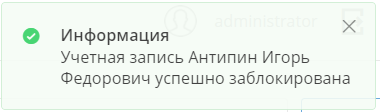 administrator
Информация
Учетная запись Антипин Игорь
Федорович успешно заблокирована